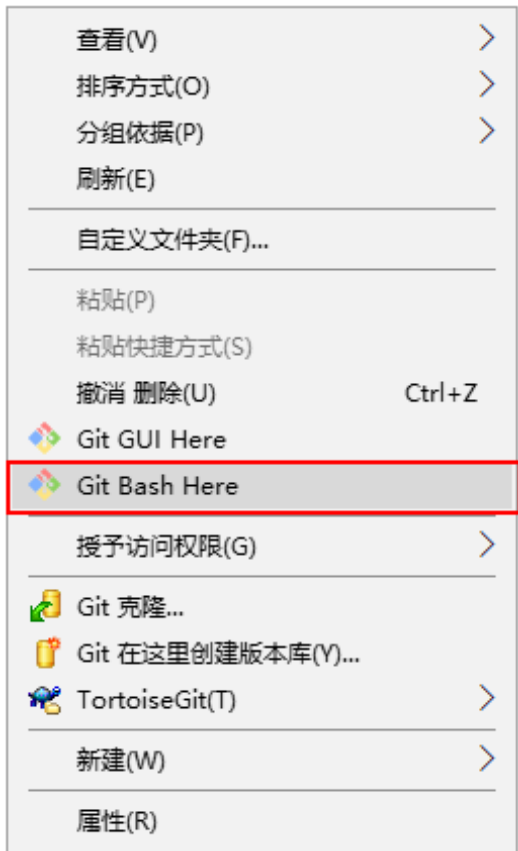 查看(V)
排序方式(O)
分组依据(P)
刷新(E)
自定义文件夹(F)...
粘贴(P)
粘贴快捷方式(S)
撤消 删除(U) Ctrl+Z
Git GUI Here
Git Bash Here
授予访问权限(G)
Git 克隆...
Git 在这里创建版本库(Y)...
TortoiseGit(T)
新建(W)
属性(R)